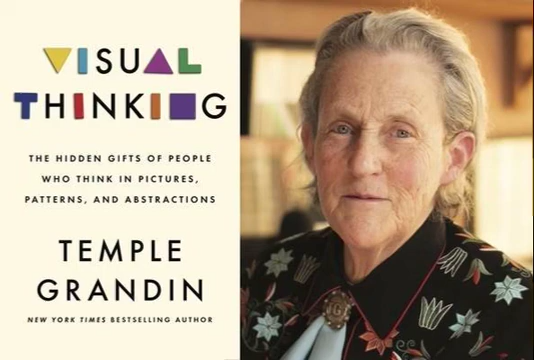 VISUAL
THINKING
THE HIDDEN GIFTS OF PEOPLE
WHO THINK IN PICTURES,
PATTERNS, AND ABSTRACTIONS
TEMPLE
GRANDIN
NEW YORK TIMES BESTSELLING AUTHOR